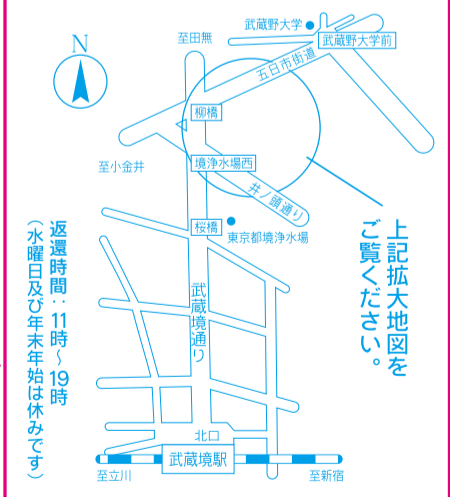 武蔵野大学
至田無
武蔵野大学前
N
五日市街道
柳橋
至小金井
境浄水場西
井ノ頭通り
桜橋
東京都境浄水場
上記拡大地図を
ご覧ください。
武蔵境通り
返還時間：11時〜19時
（水曜日及び年末年始は休みです）
北口
武蔵境駅
至立川
至新宿